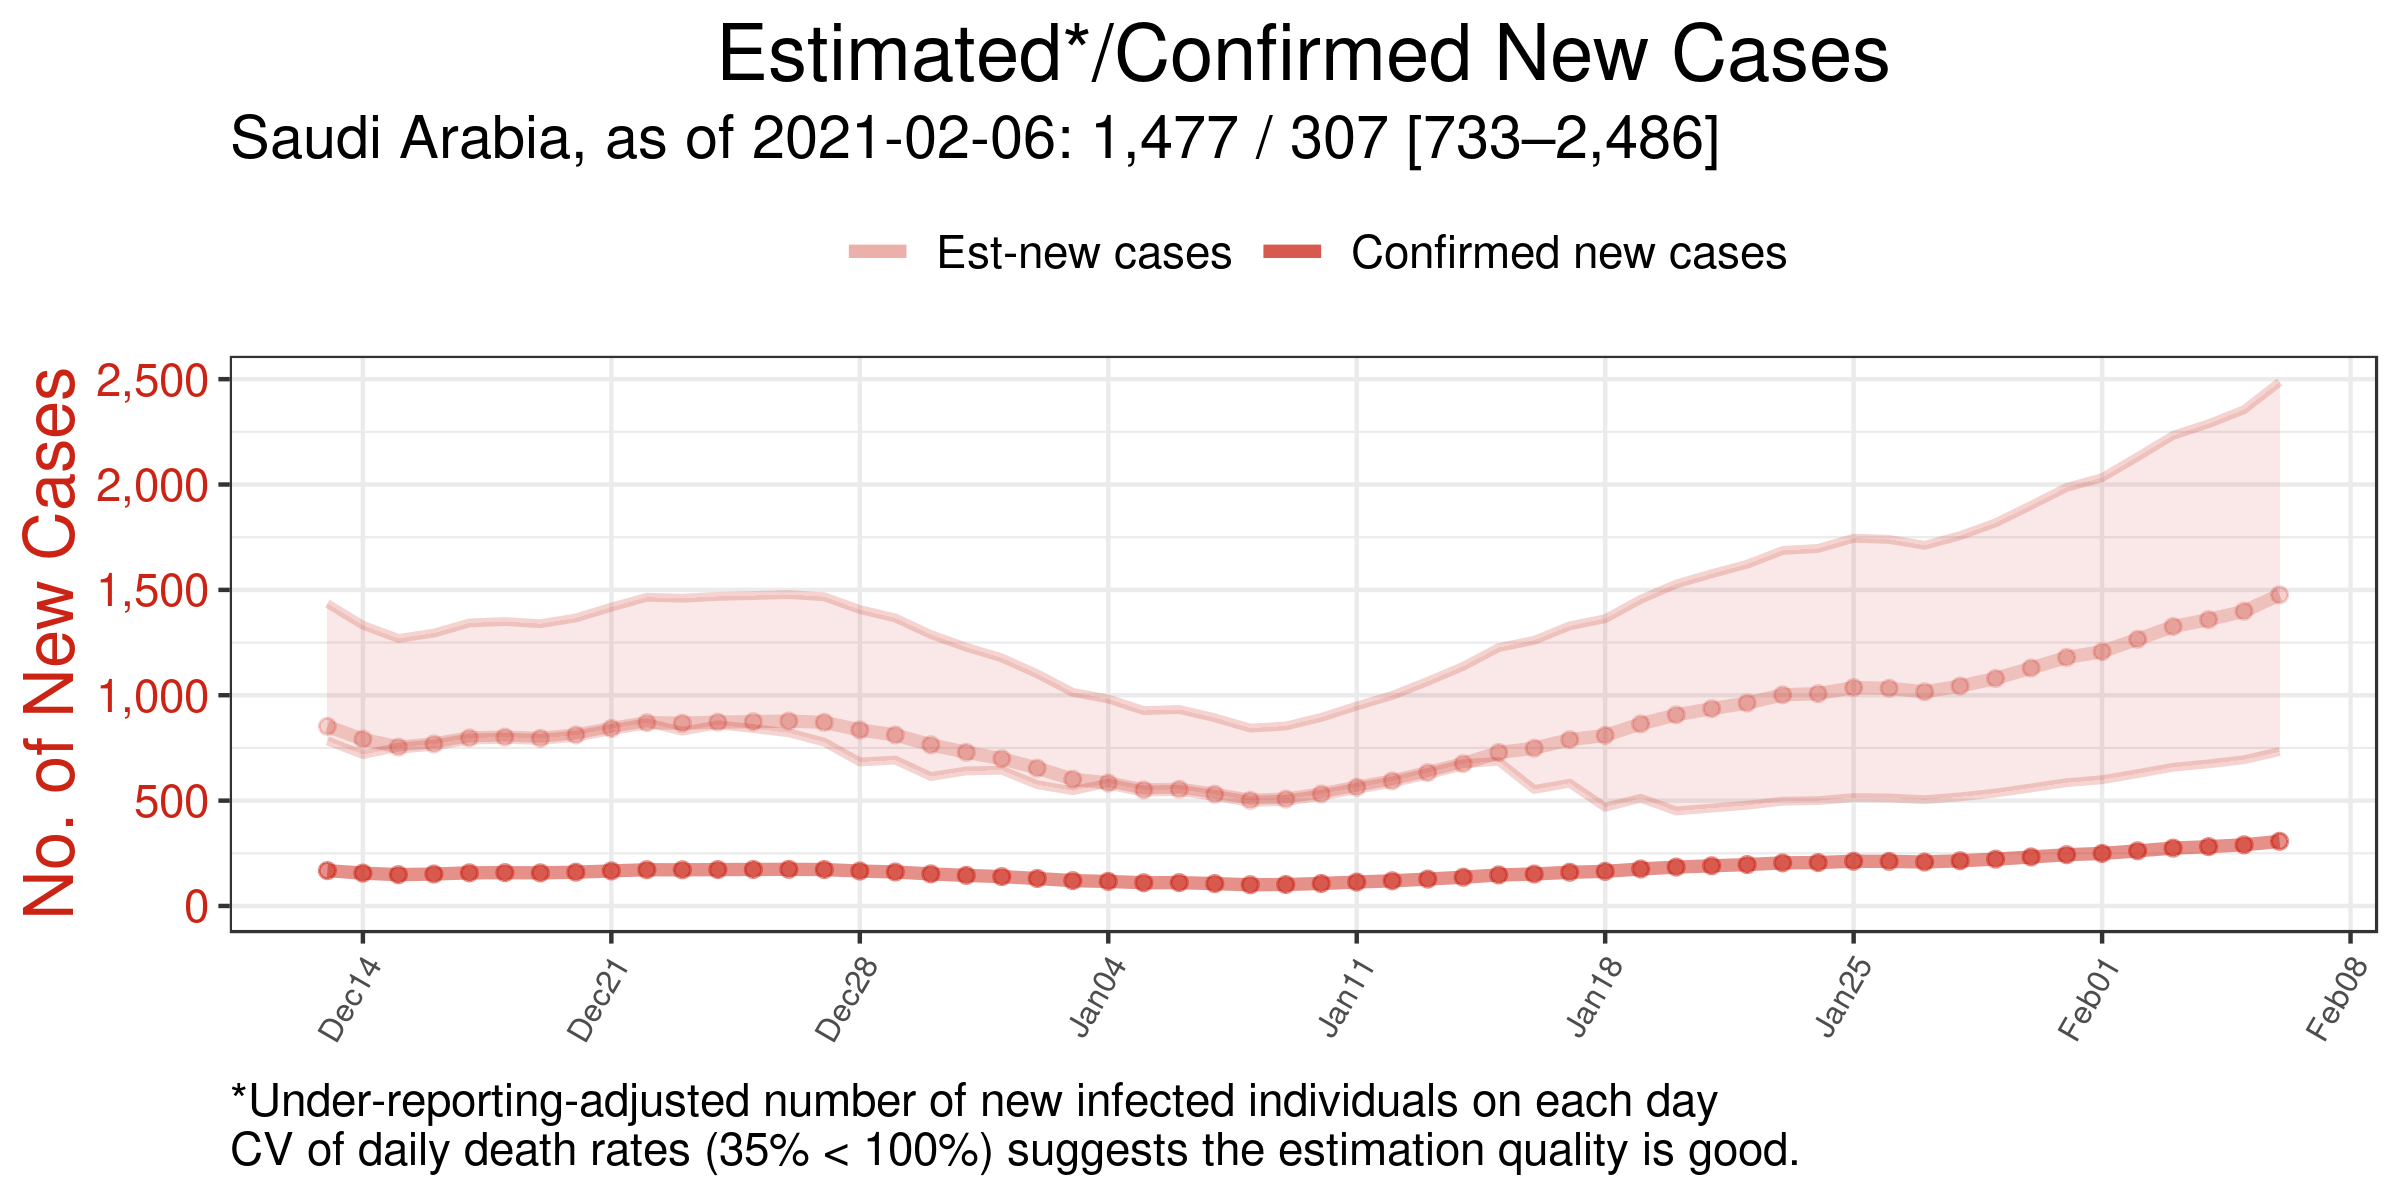 Estimated*/Confirmed New Cases
Saudi Arabia, as of 2021-02-06: 1,477 / 307 [733–2,486]
Est-new cases Confirmed new cases
No. of New Cases
2,500
2,000
1,500
1,000
500
0
Dec14 Dec21 Dec28 Jan04 Jan11 Jan18 Jan25 Feb01 Feb08
*Under-reporting-adjusted number of new infected individuals on each day
CV of daily death rates (35% < 100%) suggests the estimation quality is good.